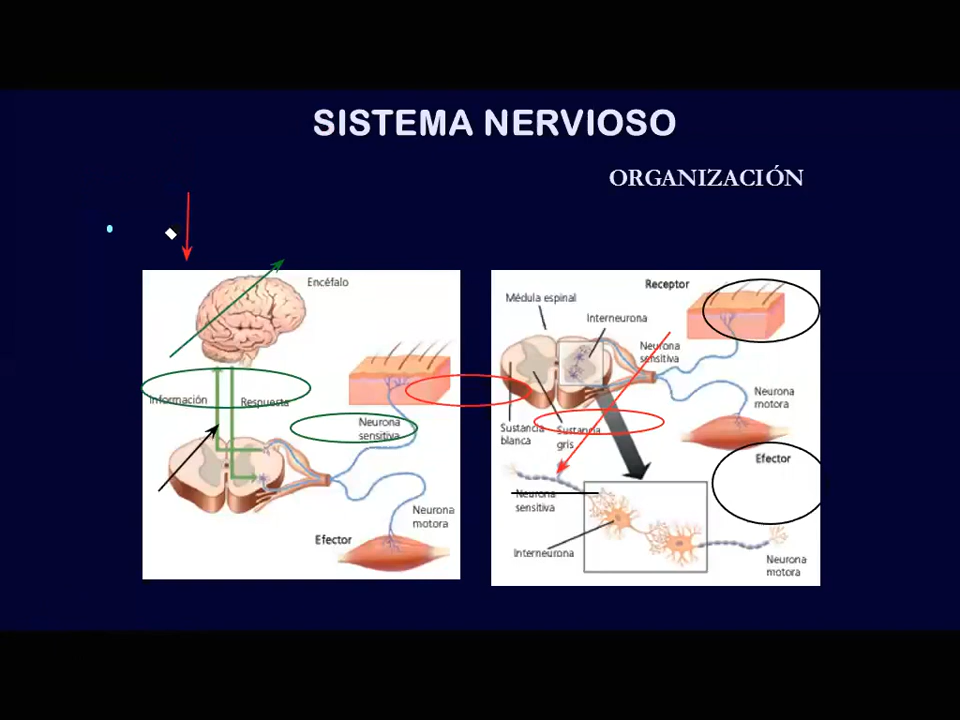 SISTEMA NERVIOSO
ORGANIZACIÓN
Encéfalo
Información
Respuesta
Neurona
sensitiva
Neurona
motora
Efector
Receptor
Médula espinal
Interneurona
Neurona
sensitiva
Neurona
motora
Sustancia
blanca
Sustancia
gris
Efector
Neurona
sensitiva
Interneurona
Neurona
motora